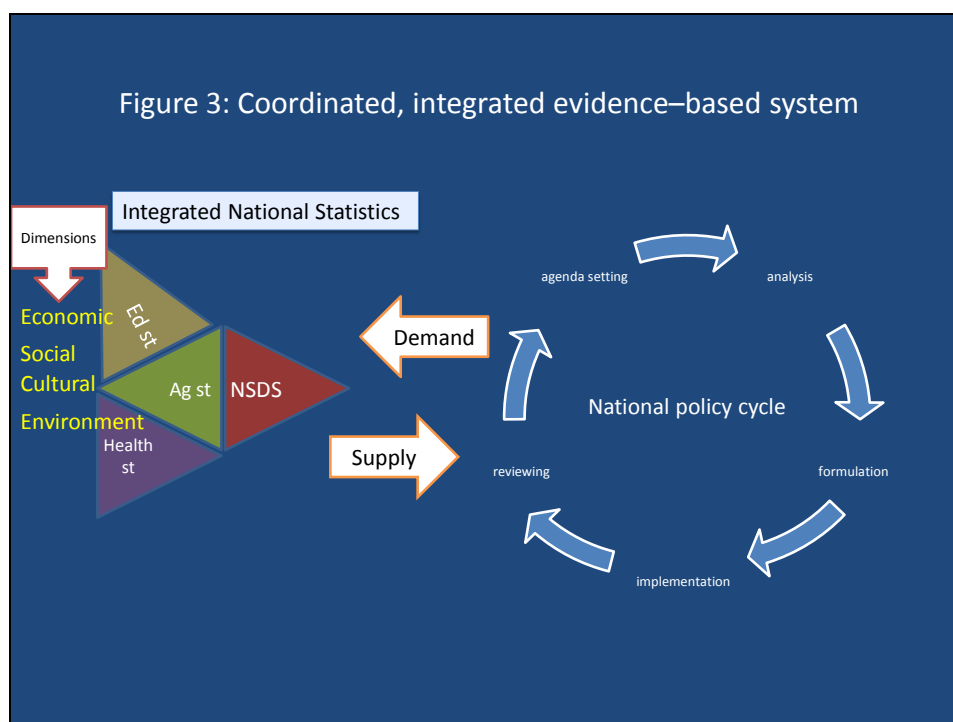 Figure 3: Coordinated, integrated evidence–based system
Integrated National Statistics
Dimensions
Economic
Social
Cultural
Environment
Ed st
Ag st
NSDS
Health
st
Demand
Supply
agenda setting
analysis
National policy cycle
reviewing
formulation
implementation